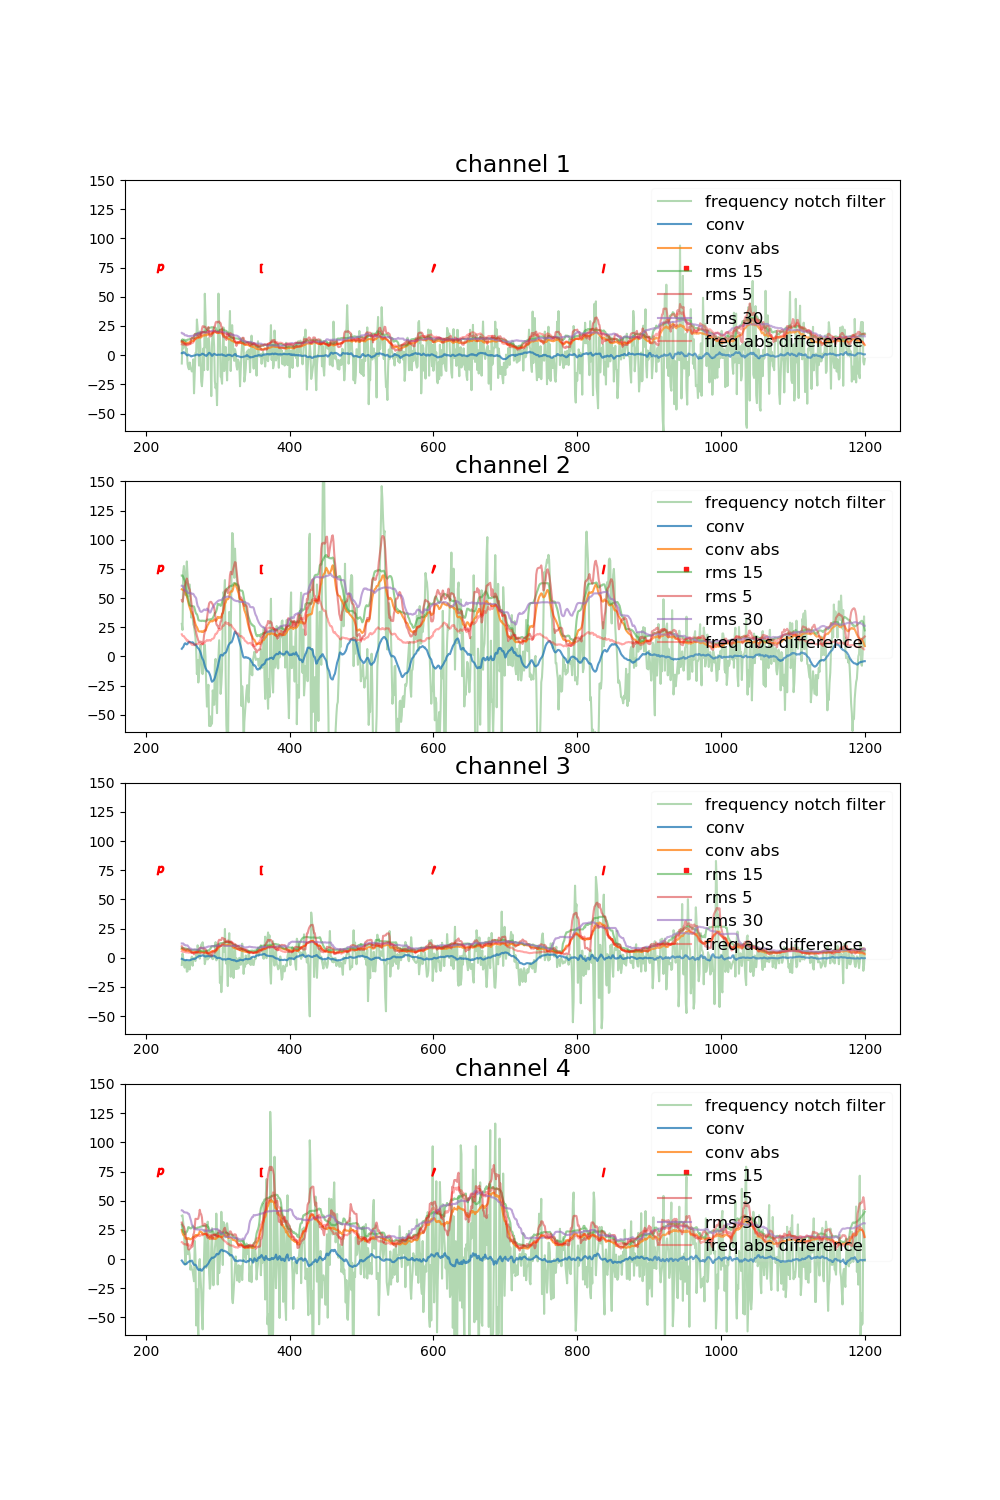 channel 1
150
125
100
75
50
25
0
−25
−50
frequency notch filter
conv
conv abs
rms 15
rms 5
rms 30
freq abs difference
p
200 400 600 800 1000 1200
channel 2
150
125
100
75
50
25
0
−25
−50
frequency notch filter
conv
conv abs
rms 15
rms 5
rms 30
freq abs difference
p
200 400 600 800 1000 1200
channel 3
150
125
100
75
50
25
0
−25
−50
frequency notch filter
conv
conv abs
rms 15
rms 5
rms 30
freq abs difference
p
200 400 600 800 1000 1200
channel 4
150
125
100
75
50
25
0
−25
−50
frequency notch filter
conv
conv abs
rms 15
rms 5
rms 30
freq abs difference
p
200 400 600 800 1000 1200